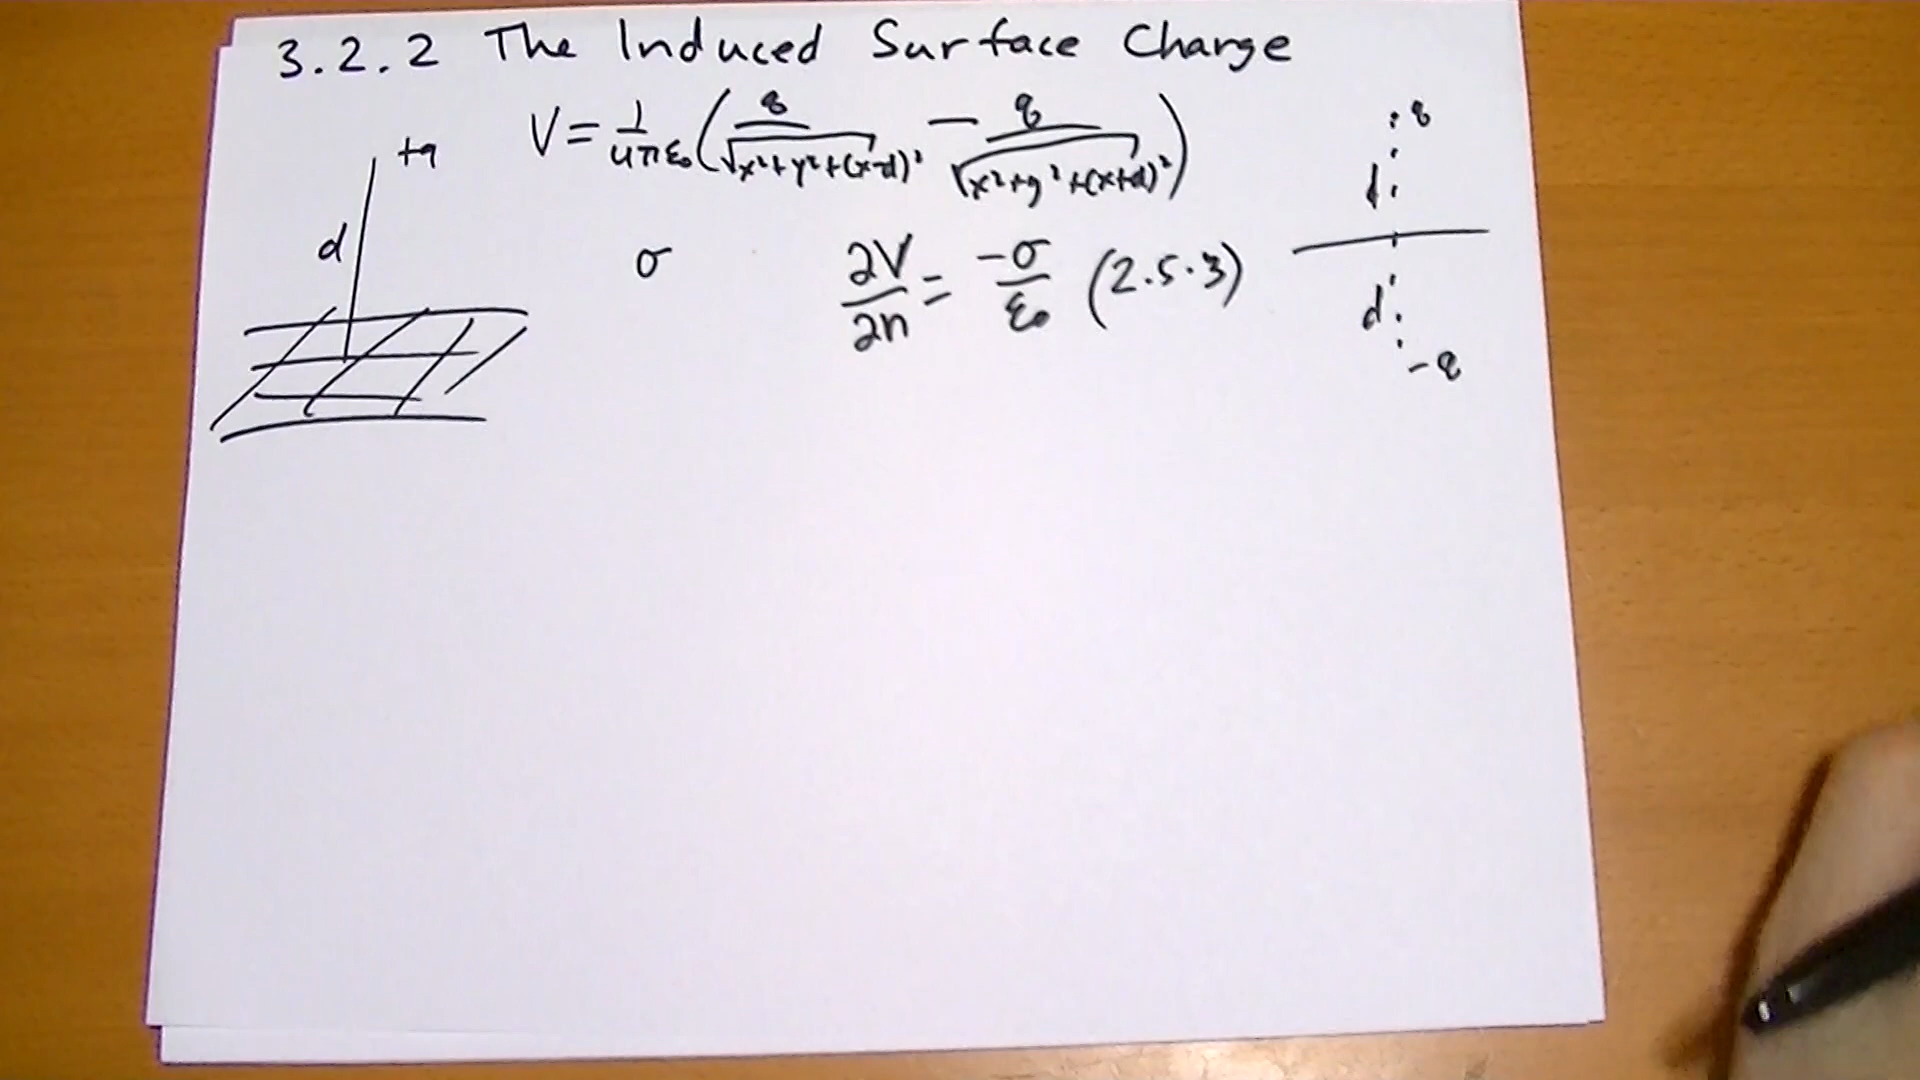 3.2.2 The Induced Surface Charge
V = 1/4πε₀ ( q/√x²+y²+(x-d)² - q/√x²+y²+(x+d)² )
+q
d
σ
∂V/∂n = -σ/ε₀ (2.5.3)
q
d
d
-q